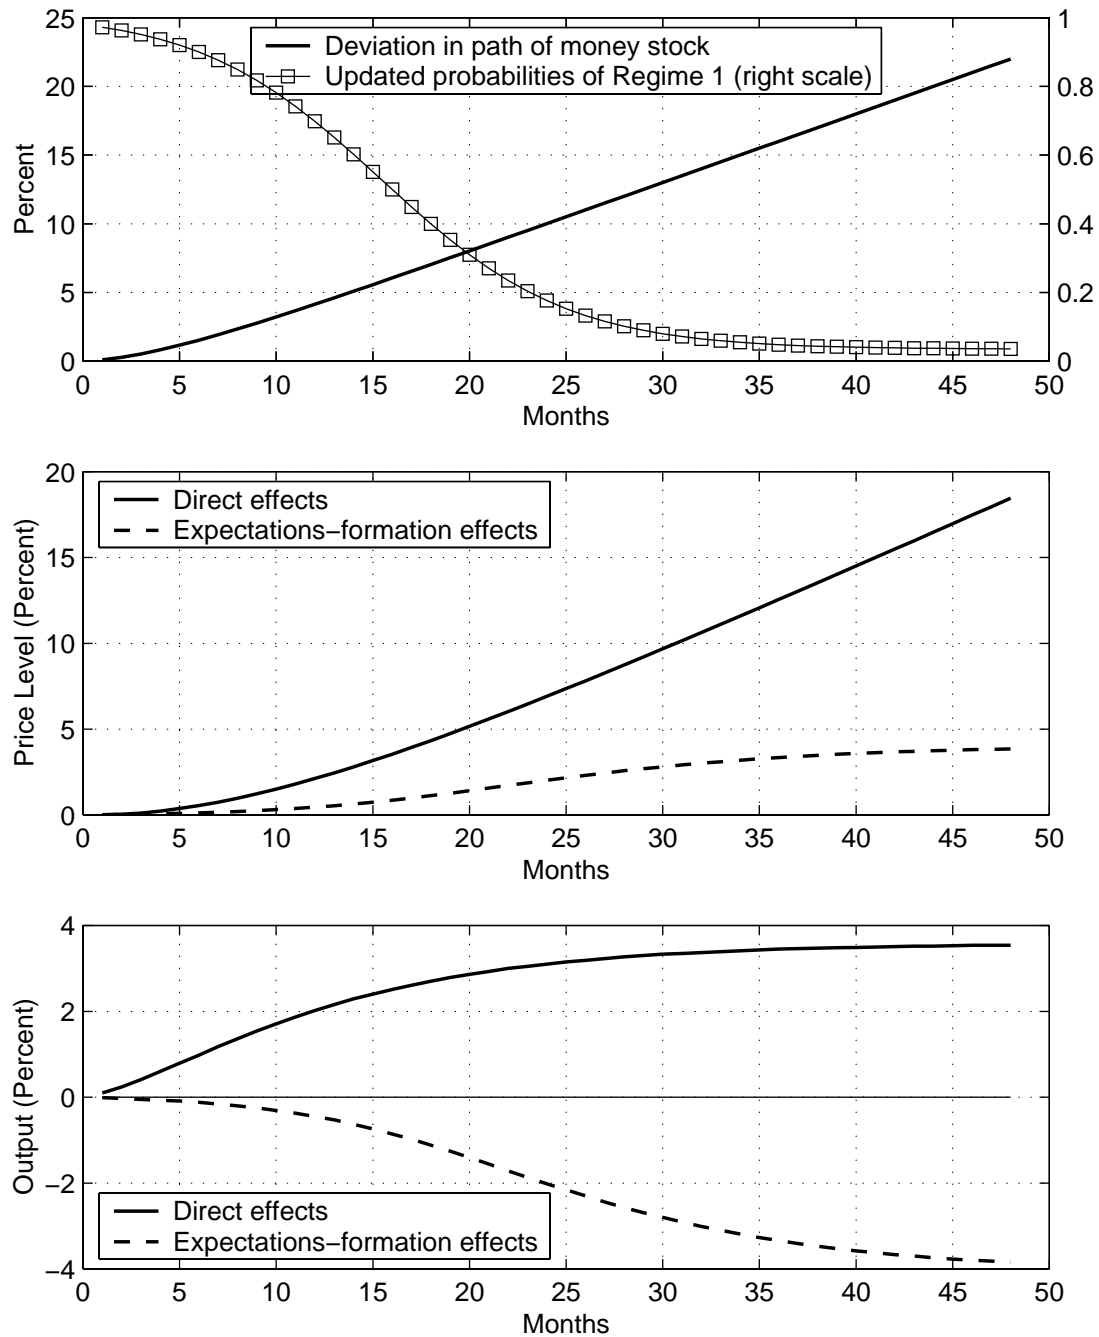 25
20
15
10
5
0
1
0.8
0.6
0.4
0.2
0
Percent
Deviation in path of money stock
Updated probabilities of Regime 1 (right scale)
0 5 10 15 20 25 30 35 40 45 50
Months
20
15
10
5
0
Price Level (Percent)
Direct effects
Expectations−formation effects
0 5 10 15 20 25 30 35 40 45 50
Months
4
2
0
−2
−4
Output (Percent)
Direct effects
Expectations−formation effects
0 5 10 15 20 25 30 35 40 45 50
Months